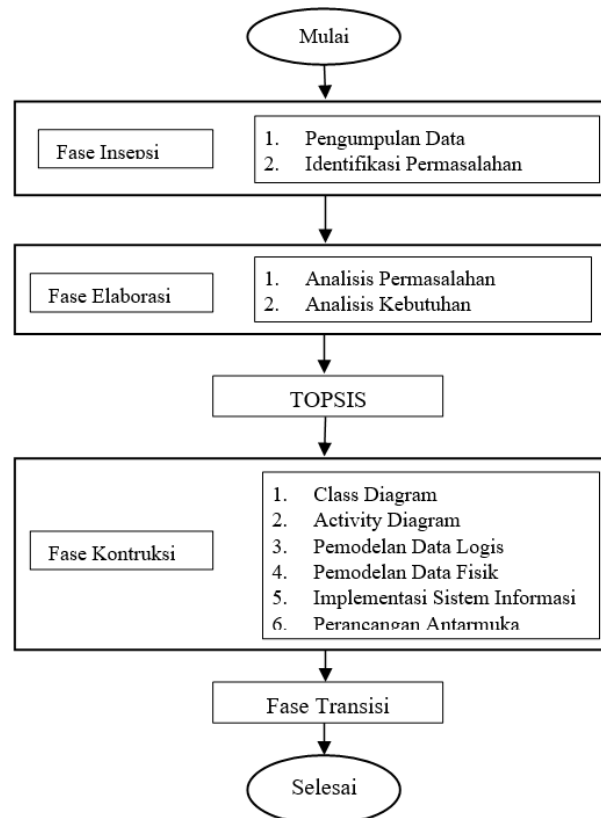 Mulai
Fase Insepsi
1. Pengumpulan Data
2. Identifikasi Permasalahan
Fase Elaborasi
1. Analisis Permasalahan
2. Analisis Kebutuhan
TOPSIS
Fase Kontruksi
1. Class Diagram
2. Activity Diagram
3. Pemodelan Data Logis
4. Pemodelan Data Fisik
5. Implementasi Sistem Informasi
6. Perancangan Antarmuka
Fase Transisi
Selesai